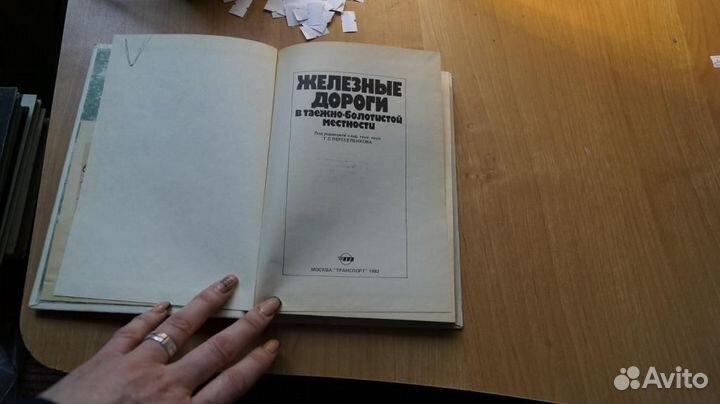 ЖЕЛЕЗНЫЕ
ДОРОГИ
в таежно-болотистой
местности
Под редакцией канд. техн. наук
Г. С. ПЕРЕСЕЛЕНКОВА
МОСКВА "ТРАНСПОРТ" 1982
Avito